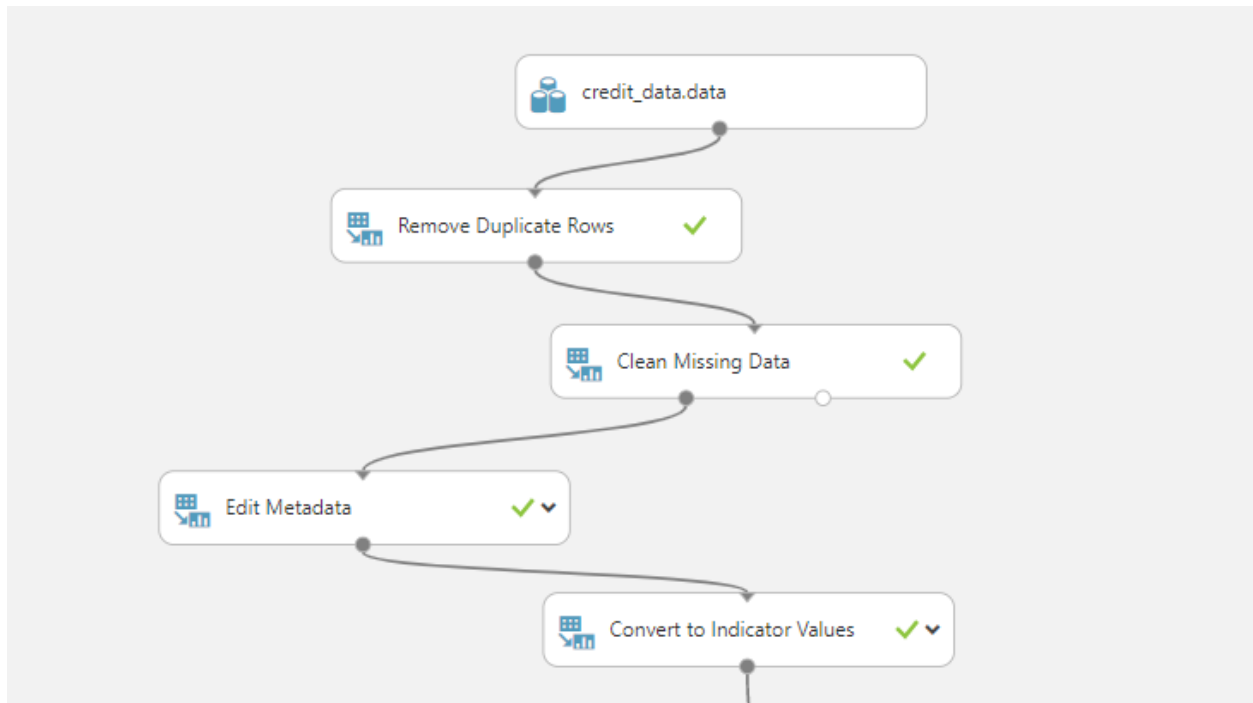 credit_data.data
Remove Duplicate Rows
Clean Missing Data
Edit Metadata
Convert to Indicator Values